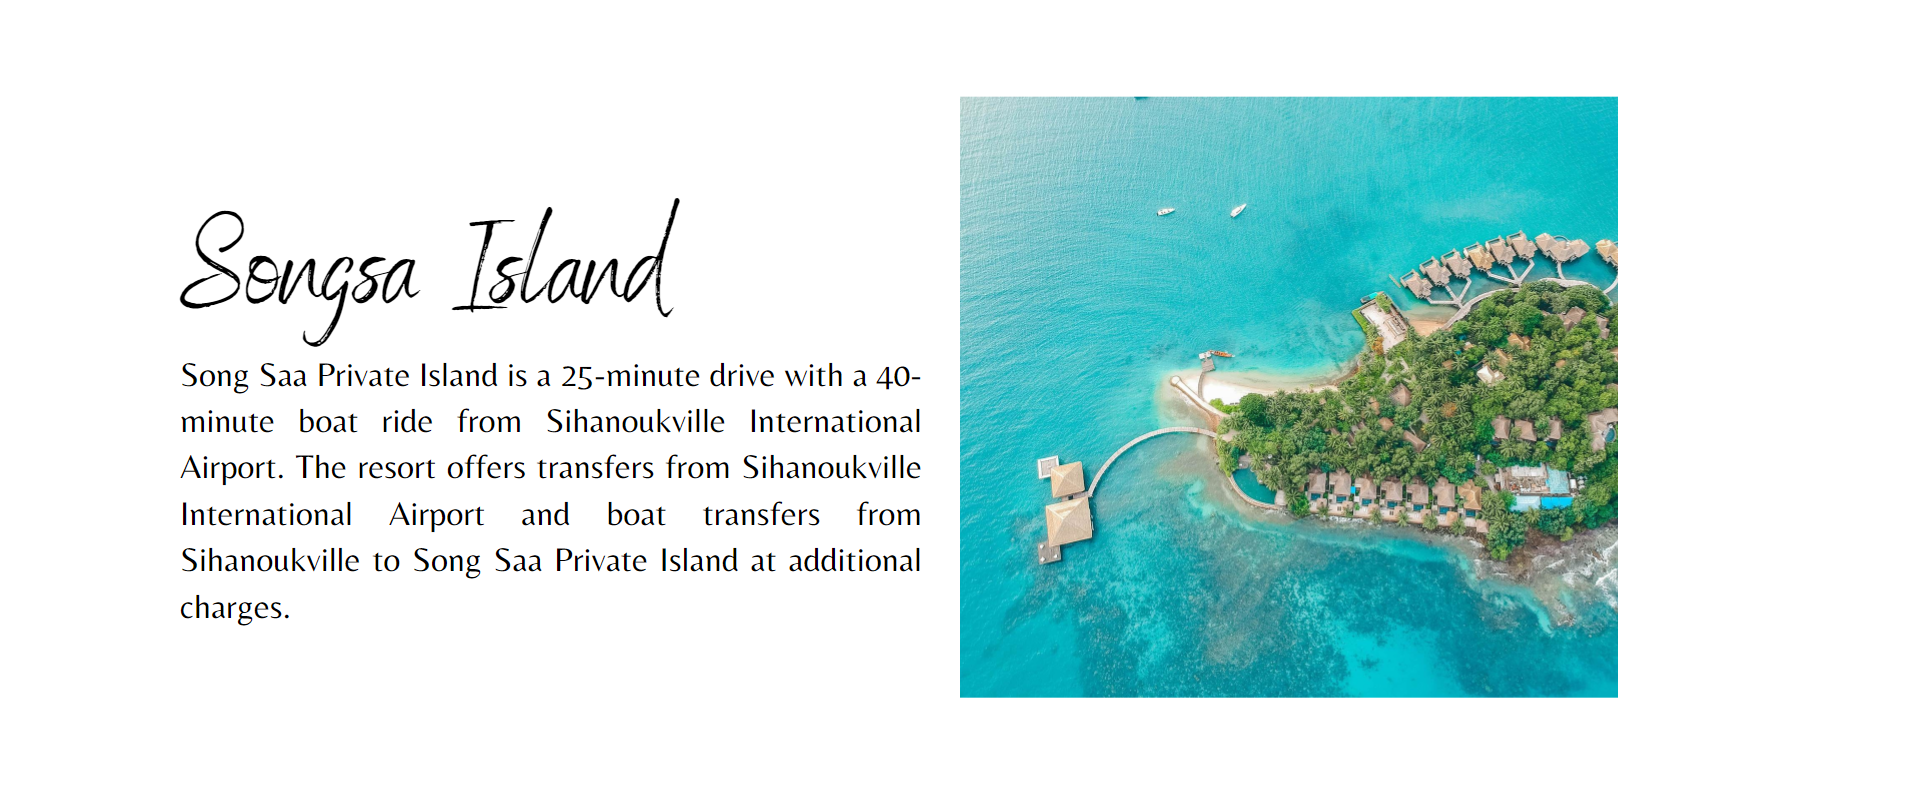 Songsa Island
Song Saa Private Island is a 25-minute drive with a 40-
minute boat ride from Sihanoukville International
Airport. The resort offers transfers from Sihanoukville
International Airport and boat transfers from
Sihanoukville to Song Saa Private Island at additional
charges.